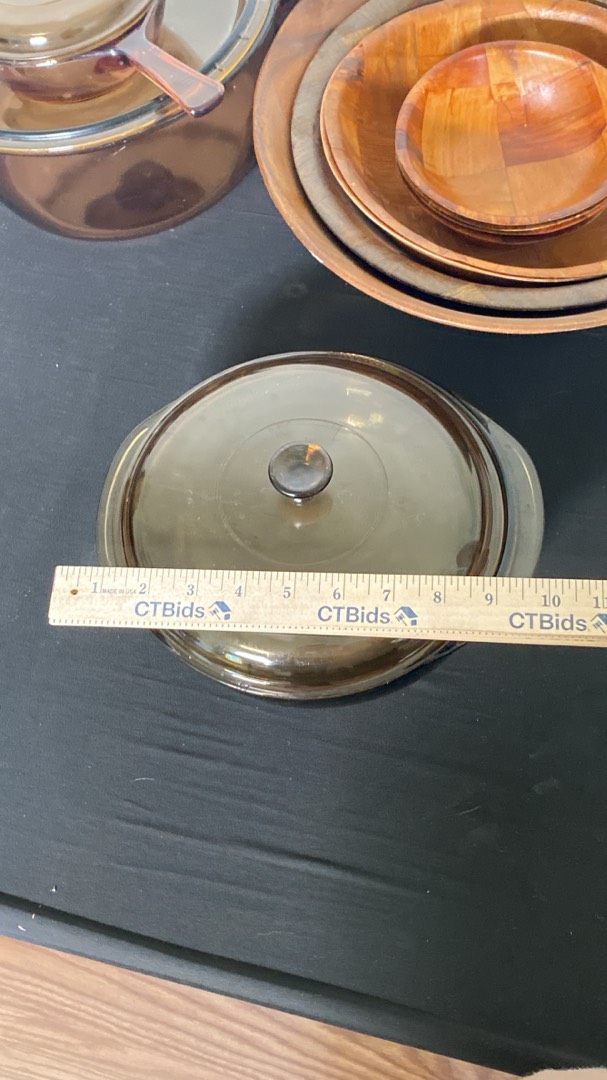 1 MADE IN USA 2 3 4 5 6 7 8 9 10 11
CTBids CTBids CTBids